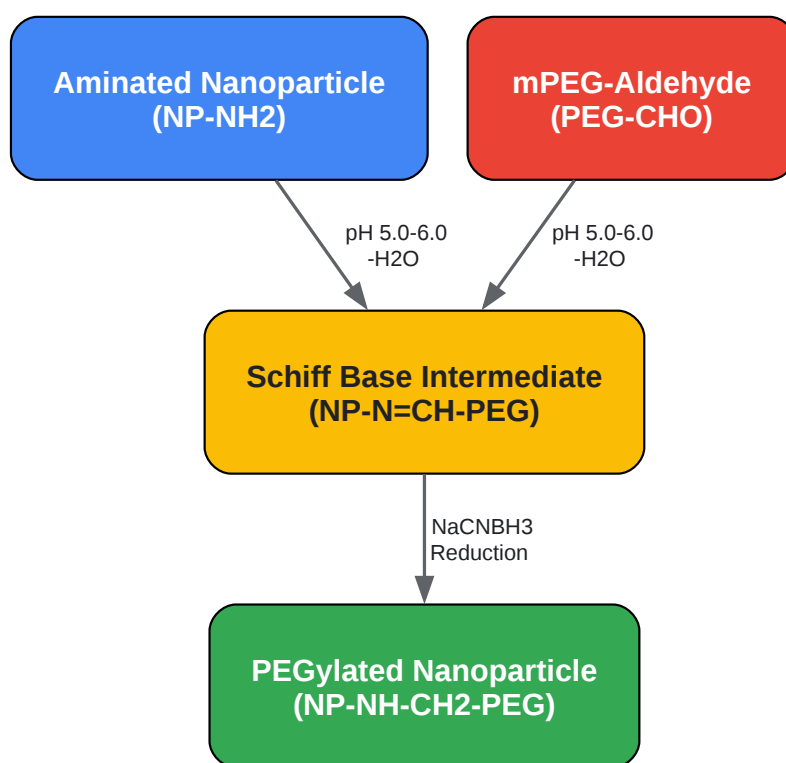 Aminated Nanoparticle
(NP-NH2)
mPEG-Aldehyde
(PEG-CHO)
pH 5.0-6.0
-H2O
pH 5.0-6.0
-H2O
Schiff Base Intermediate
(NP-N=CH-PEG)
NaCNBH3
Reduction
PEGylated Nanoparticle
(NP-NH-CH2-PEG)